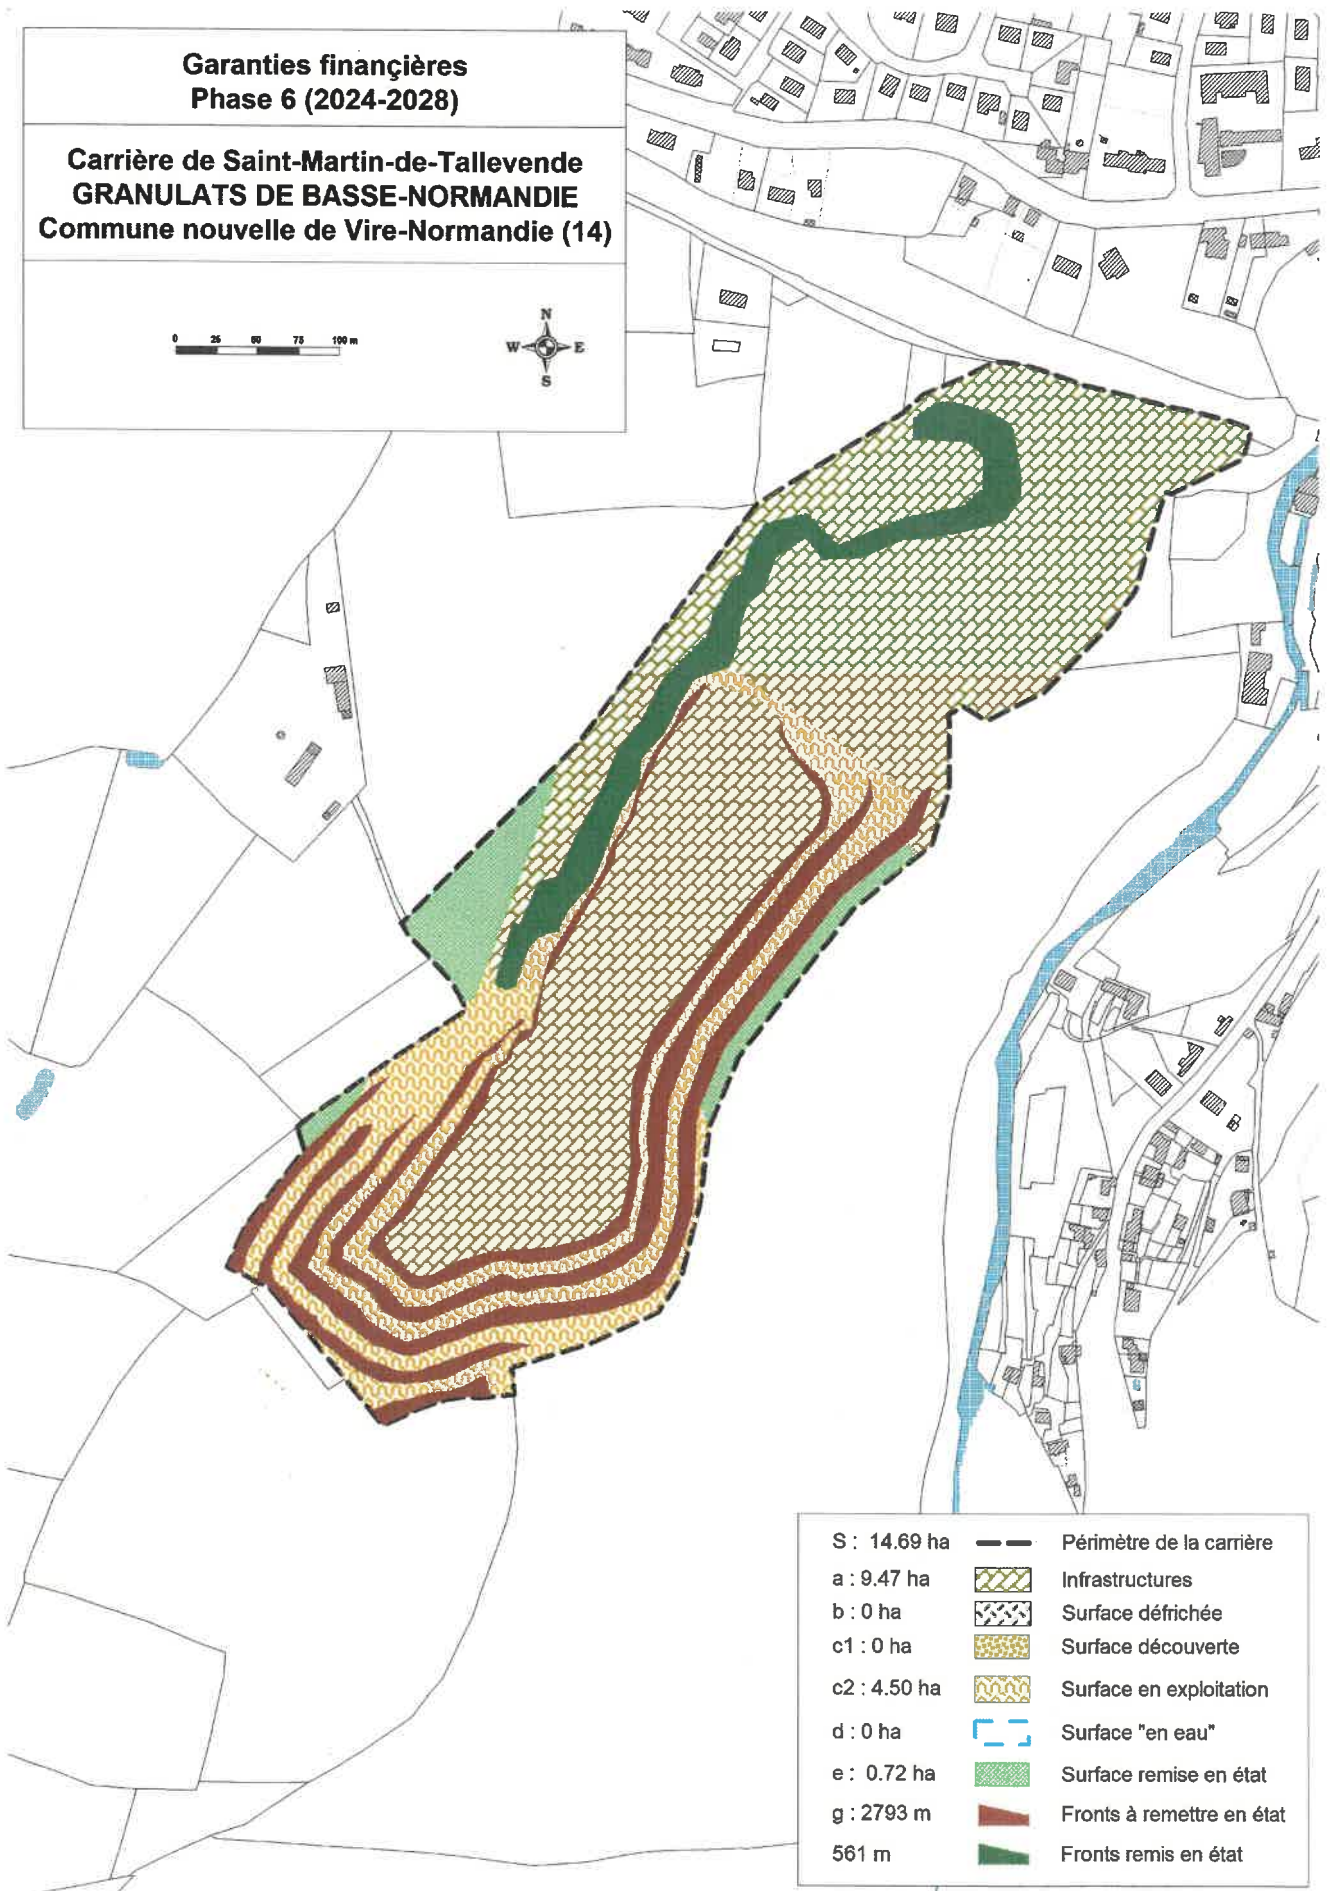 Garanties finançières
Phase 6 (2024-2028)
Carrière de Saint-Martin-de-Tallevende
GRANULATS DE BASSE-NORMANDIE
Commune nouvelle de Vire-Normandie (14)
0 25 50 75 100 m
N
W E
S
S : 14.69 ha Périmètre de la carrière
a : 9.47 ha Infrastructures
b : 0 ha Surface défrichée
c1 : 0 ha Surface découverte
c2 : 4.50 ha Surface en exploitation
d : 0 ha Surface "en eau"
e : 0.72 ha Surface remise en état
g : 2793 m Fronts à remettre en état
561 m Fronts remis en état